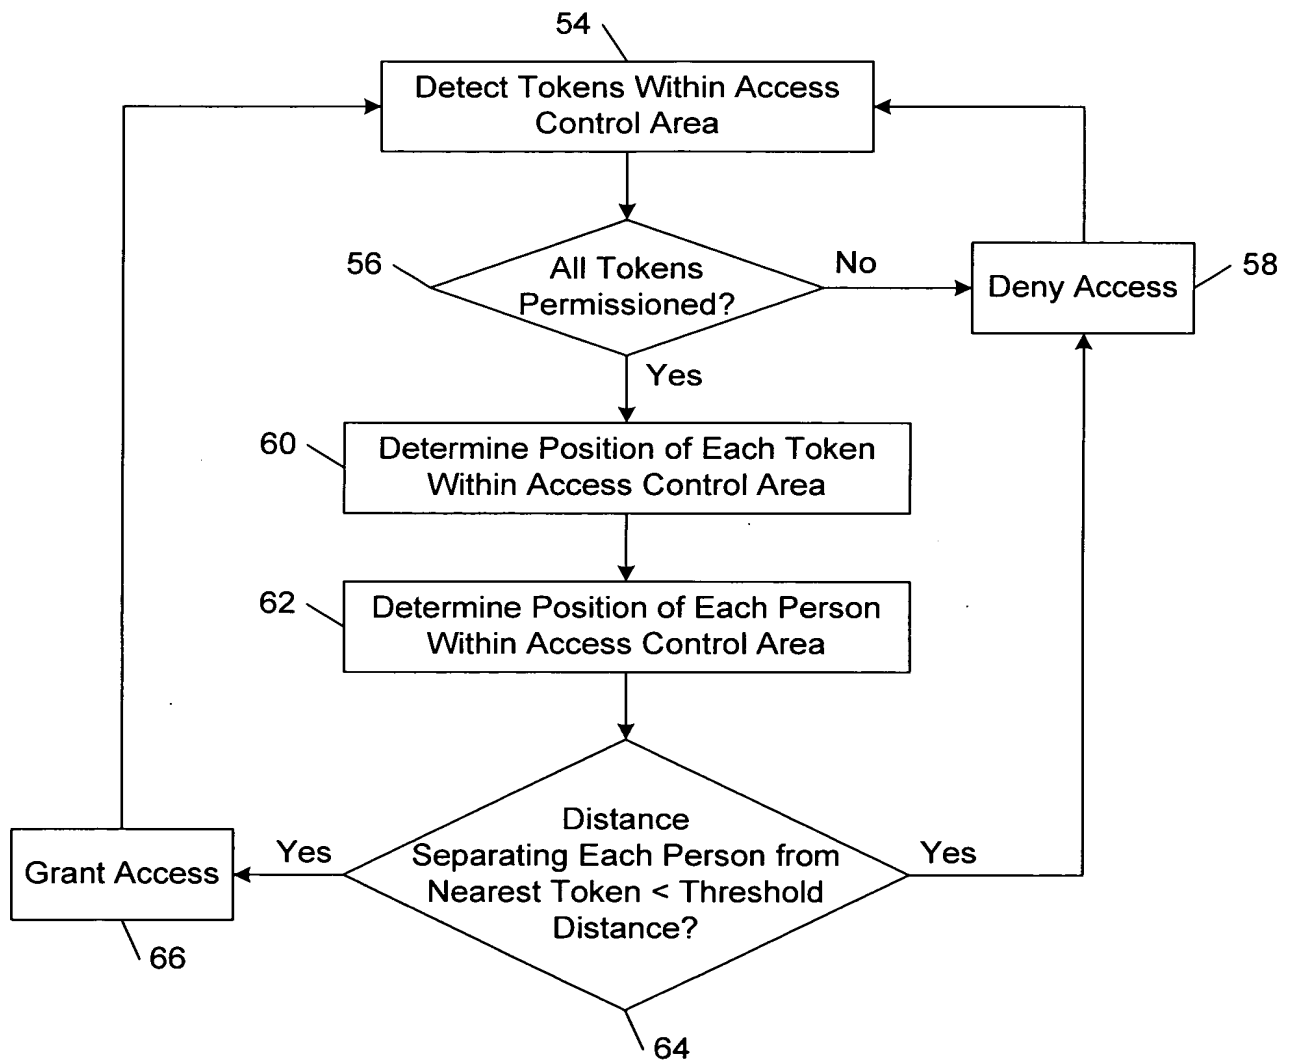 54
Detect Tokens Within Access
Control Area
56
All Tokens
Permissioned?
No
Deny Access
58
Yes
60
Determine Position of Each Token
Within Access Control Area
62
Determine Position of Each Person
Within Access Control Area
Distance
Separating Each Person from
Nearest Token < Threshold
Distance?
Yes
Yes
Grant Access
66
64